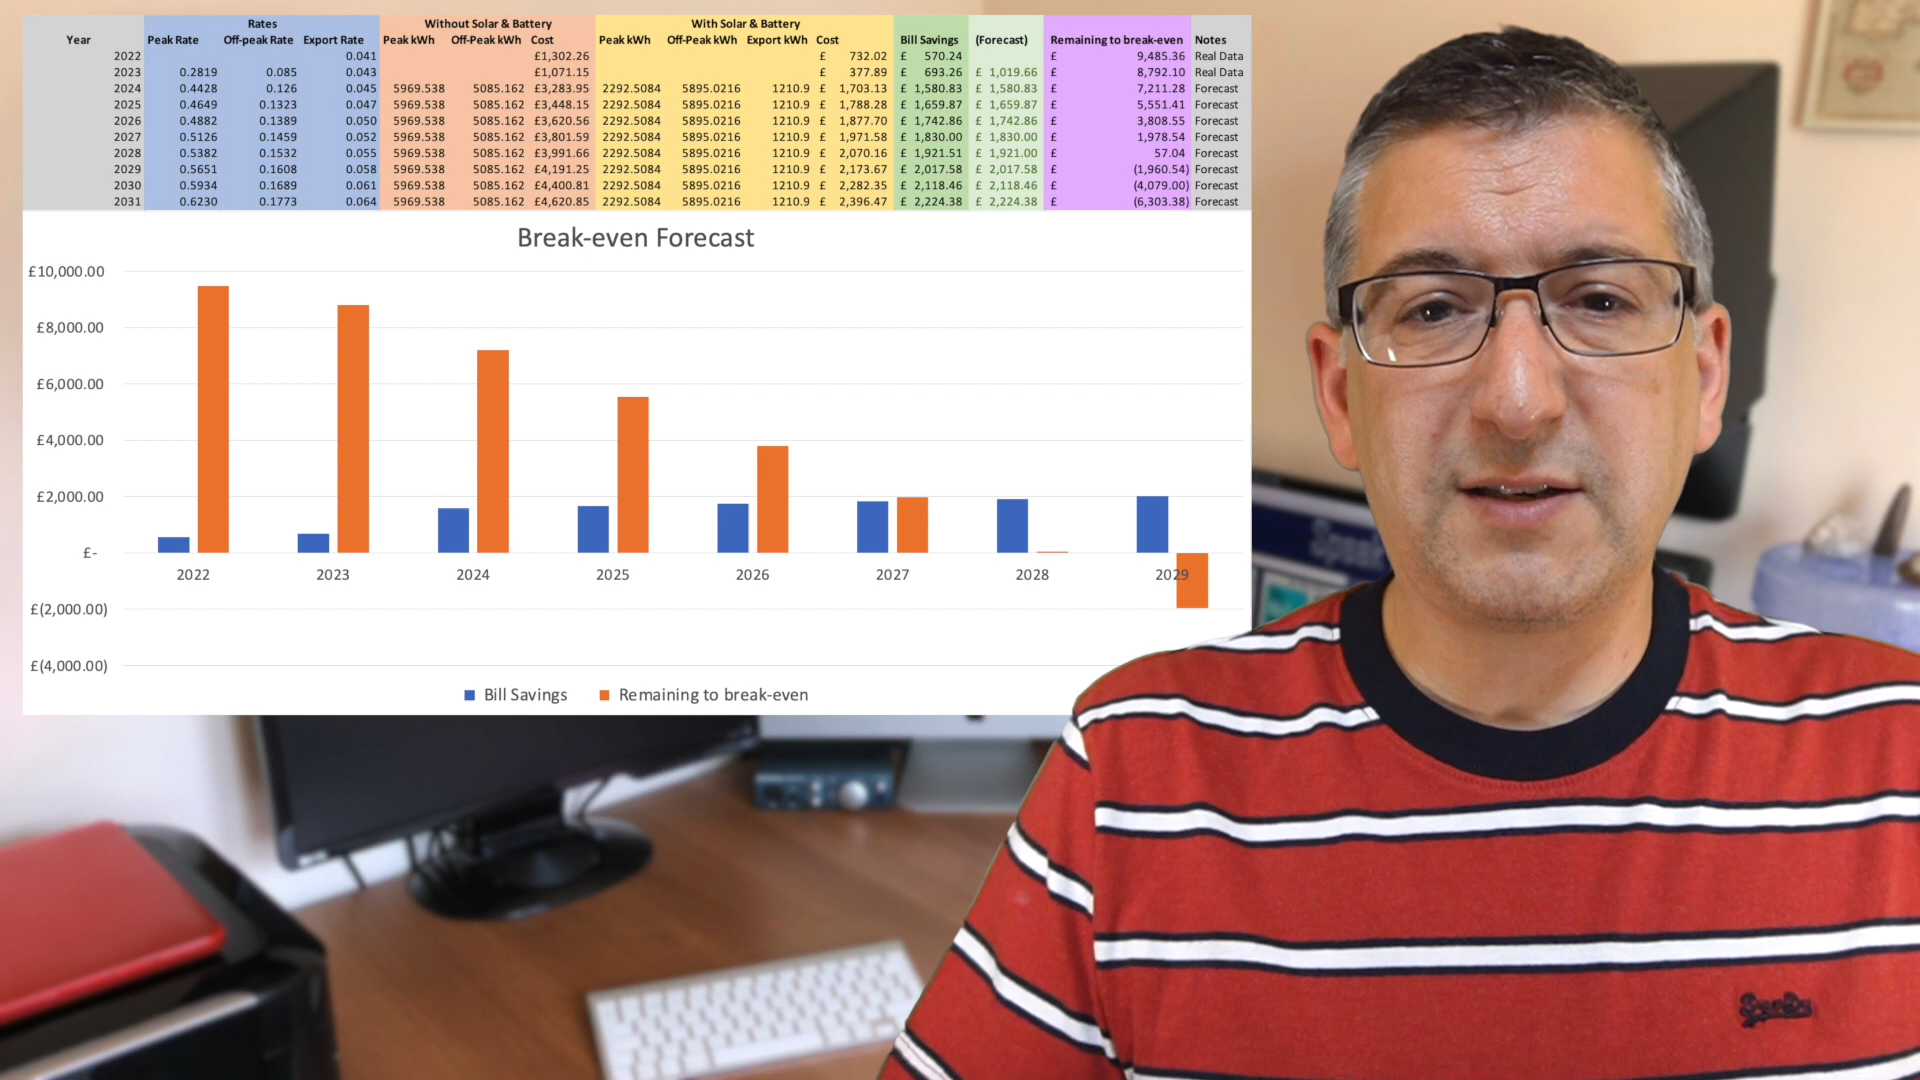 Rates Without Solar & Battery With Solar & Battery
Year Peak Rate Off-peak Rate Export Rate Peak kWh Off-Peak kWh Cost Peak kWh Off-Peak kWh Export kWh Cost Bill Savings (Forecast) Remaining to break-even Notes
2022 0.041 £1,302.26 £ 732.02 £ 570.24 £ 9,485.36 Real Data
2023 0.2819 0.085 0.043 £1,071.15 £ 377.89 £ 693.26 £ 1,019.66 £ 8,792.10 Real Data
2024 0.4428 0.126 0.045 5969.538 5085.162 £3,283.95 2292.5084 5895.0216 1210.9 £ 1,703.13 £ 1,580.83 £ 1,580.83 £ 7,211.28 Forecast
2025 0.4649 0.1323 0.047 5969.538 5085.162 £3,448.15 2292.5084 5895.0216 1210.9 £ 1,788.28 £ 1,659.87 £ 1,659.87 £ 5,551.41 Forecast
2026 0.4882 0.1389 0.050 5969.538 5085.162 £3,620.56 2292.5084 5895.0216 1210.9 £ 1,877.70 £ 1,742.86 £ 1,742.86 £ 3,808.55 Forecast
2027 0.5126 0.1459 0.052 5969.538 5085.162 £3,801.59 2292.5084 5895.0216 1210.9 £ 1,971.58 £ 1,830.00 £ 1,830.00 £ 1,978.54 Forecast
2028 0.5382 0.1532 0.055 5969.538 5085.162 £3,991.66 2292.5084 5895.0216 1210.9 £ 2,070.16 £ 1,921.51 £ 1,921.00 £ 57.04 Forecast
2029 0.5651 0.1608 0.058 5969.538 5085.162 £4,191.25 2292.5084 5895.0216 1210.9 £ 2,173.67 £ 2,017.58 £ 2,017.58 £ (1,960.54) Forecast
2030 0.5934 0.1689 0.061 5969.538 5085.162 £4,400.81 2292.5084 5895.0216 1210.9 £ 2,282.35 £ 2,118.46 £ 2,118.46 £ (4,079.00) Forecast
2031 0.6230 0.1773 0.064 5969.538 5085.162 £4,620.85 2292.5084 5895.0216 1210.9 £ 2,396.47 £ 2,224.38 £ 2,224.38 £ (6,303.38) Forecast
Break-even Forecast
£10,000.00
£8,000.00
£6,000.00
£4,000.00
£2,000.00
£-
2022 2023 2024 2025 2026 2027 2028 2029
£(2,000.00)
£(4,000.00)
Bill Savings Remaining to break-even